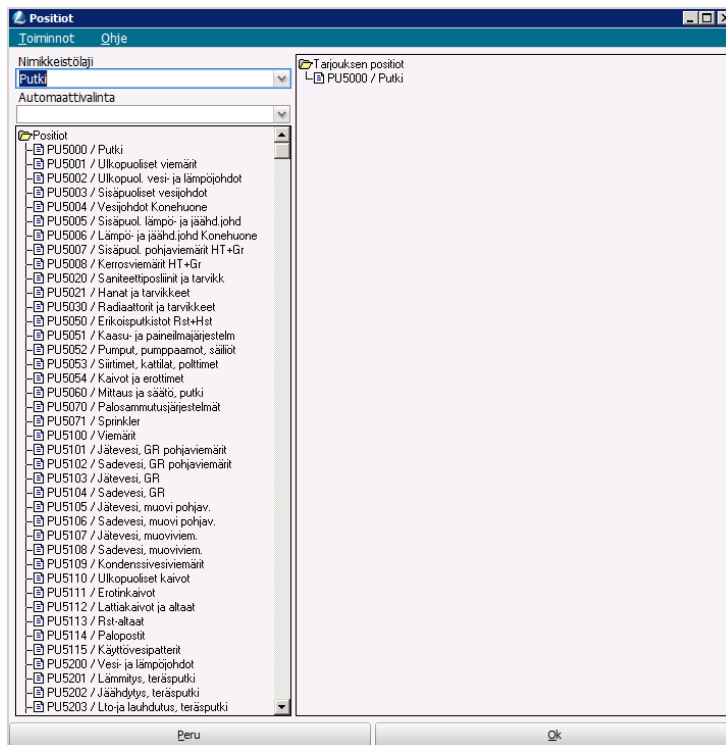 Positiot
Toiminnot Ohje
Nimikkeistölaji
Putki
Automaattivalinta
Positiot
PU5000 / Putki
PU5001 / Ulkopuoliset viemärit
PU5002 / Ulkopuol. vesi- ja lämpöjohdot
PU5003 / Sisäpuoliset vesijohdot
PU5004 / Vesijohdot Konehuone
PU5005 / Sisäpuol. lämpö- ja jäähd.johd
PU5006 / Lämpö- ja jäähd.johd Konehuone
PU5007 / Sisäpuol. pohjaviemärit HT+Gr
PU5008 / Kerrosviemärit HT+Gr
PU5020 / Saniteettiposliinit ja tarvikk
PU5021 / Hanat ja tarvikkeet
PU5030 / Radiaattorit ja tarvikkeet
PU5050 / Erikoisputkistot Rst+Hst
PU5051 / Kaasu- ja paineilmajärjestelm
PU5052 / Pumput, pumppaamot, säiliöt
PU5053 / Siirtimet, kattilat, polttimet
PU5054 / Kaivot ja erottimet
PU5060 / Mittaus ja säätö, putki
PU5070 / Palosammutusjärjestelmät
PU5071 / Sprinkler
PU5100 / Viemärit
PU5101 / Jätevesi, GR pohjaviemärit
PU5102 / Sadevesi, GR pohjaviemärit
PU5103 / Jätevesi, GR
PU5104 / Sadevesi, GR
PU5105 / Jätevesi, muovi pohjav.
PU5106 / Sadevesi, muovi pohjav.
PU5107 / Jätevesi, muoviviem.
PU5108 / Sadevesi, muoviviem.
PU5109 / Kondenssivesiviemärit
PU5110 / Ulkopuoliset kaivot
PU5111 / Erotinkaivot
PU5112 / Lattiakaivot ja altaat
PU5113 / Rst-altaat
PU5114 / Palopostit
PU5115 / Käyttövesipatterit
PU5200 / Vesi- ja lämpöjohdot
PU5201 / Lämmitys, teräsputki
PU5202 / Jäähdytys, teräsputki
PU5203 / Lto-ja lauhdutus, teräsputki
Tarjouksen positiot
PU5000 / Putki
Peru
Ok